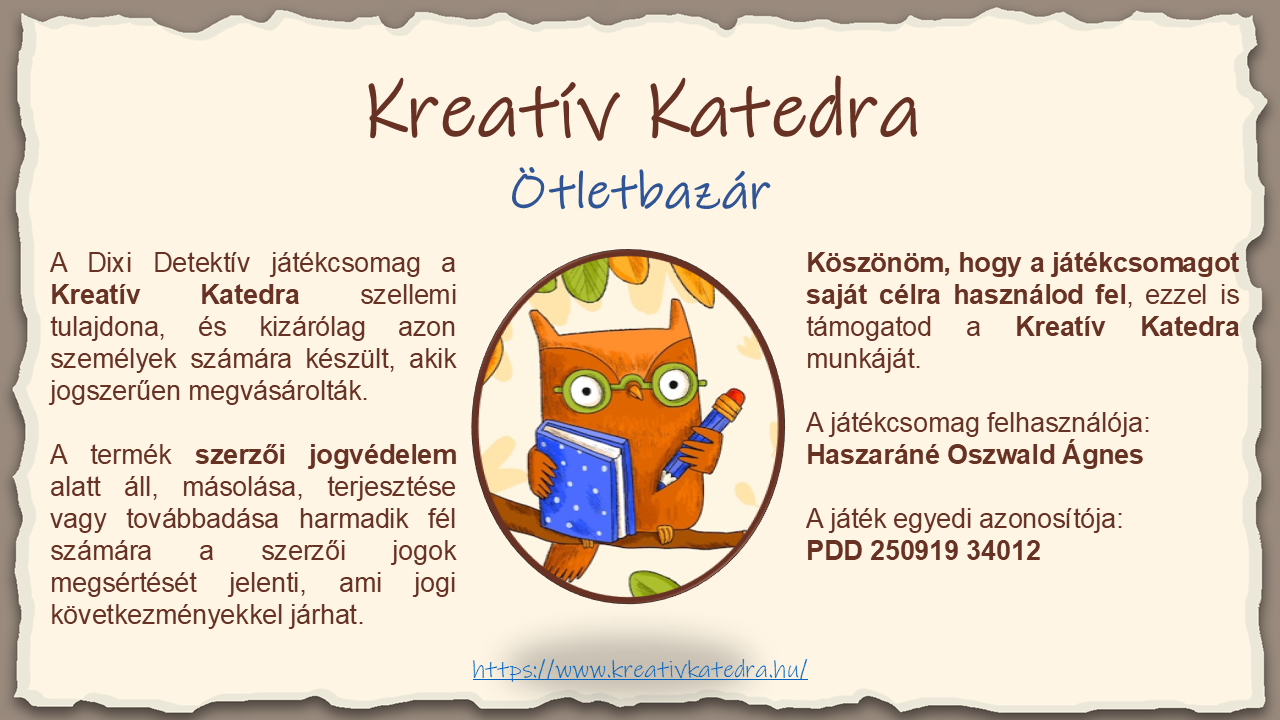 Kreatív Katedra
Ötletbazár
A Dixi Detektív játékcsomag a
Kreatív Katedra szellemi
tulajdona, és kizárólag azon
személyek számára készült, akik
jogszerűen megvásárolták.
A termék szerzői jogvédelem
alatt áll, másolása, terjesztése
vagy továbbadása harmadik fél
számára a szerzői jogok
megsértését jelenti, ami jogi
következményekkel járhat.
Köszönöm, hogy a játékcsomagot
saját célra használod fel, ezzel is
támogatod a Kreatív Katedra
munkáját.
A játékcsomag felhasználója:
Haszaráné Oszwald Ágnes
A játék egyedi azonosítója:
PDD 250919 34012
https://www.kreativkatedra.hu/